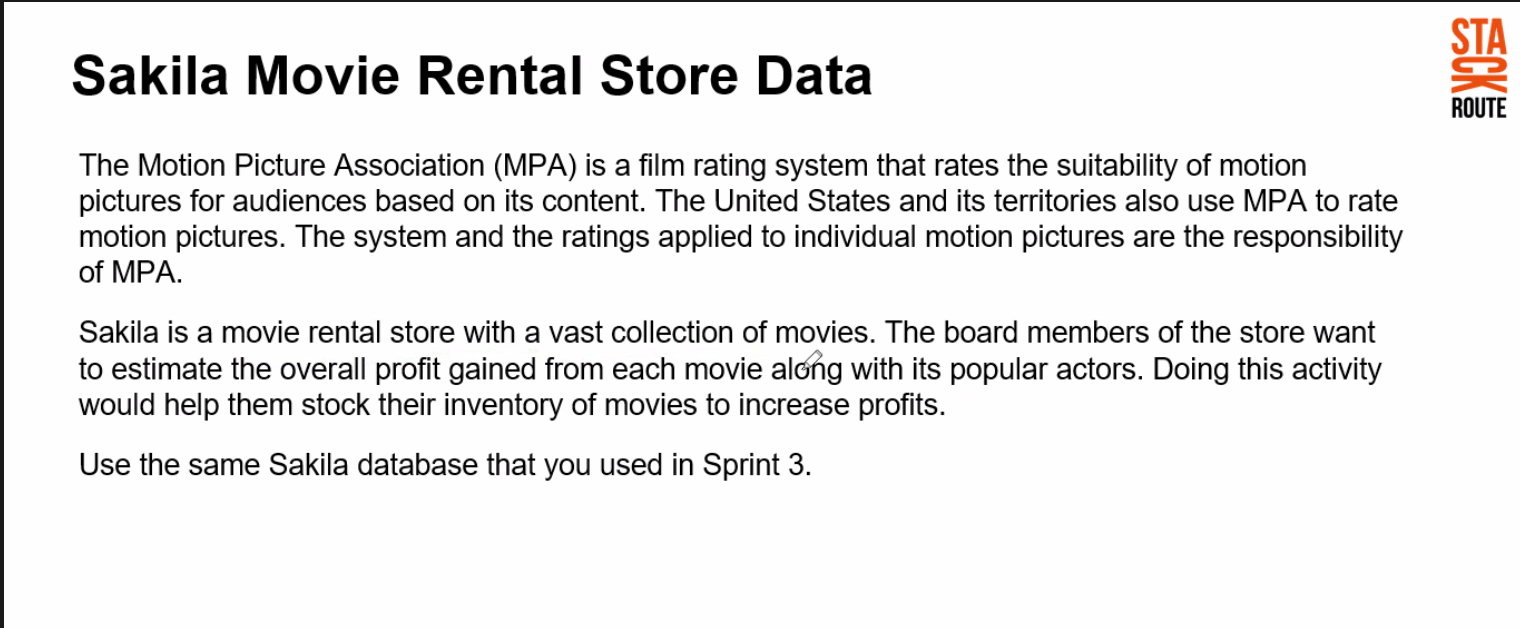 Sakila Movie Rental Store Data
STACK
ROUTE
The Motion Picture Association (MPA) is a film rating system that rates the suitability of motion
pictures for audiences based on its content. The United States and its territories also use MPA to rate
motion pictures. The system and the ratings applied to individual motion pictures are the responsibility
of MPA.
Sakila is a movie rental store with a vast collection of movies. The board members of the store want
to estimate the overall profit gained from each movie along with its popular actors. Doing this activity
would help them stock their inventory of movies to increase profits.
Use the same Sakila database that you used in Sprint 3.